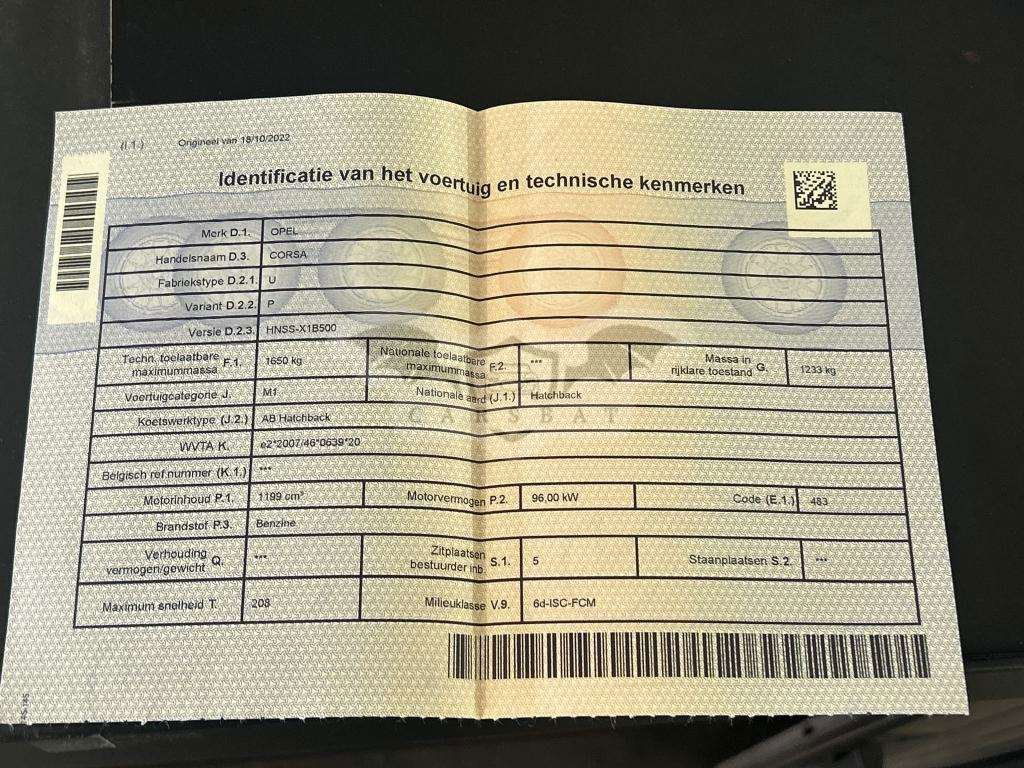 (I.1.) Origineel van 18/10/2022
Identificatie van het voertuig en technische kenmerken
Merk D.1. OPEL
Handelsnaam D.3. CORSA
Fabriekstype D.2.1. U
Variant D.2.2. P
Versie D.2.3. HNSS-X1B500
Techn. toelaatbare maximummassa F.1. 1650 kg Nationale toelaatbare maximummassa F.2. *** Massa in rijklare toestand G. 1233 kg
Voertuigcategorie J. M1 Nationale aard (J.1.) Hatchback
Koetswerktype (J.2.) AB Hatchback
CARSBAT
WVTA K. e2*2007/46*0639*20
Belgisch ref nummer (K.1.) ***
Motorinhoud P.1. 1199 cm³ Motorvermogen P.2. 96,00 kW Code (E.1.) 483
Brandstof P.3. Benzine
Verhouding vermogen/gewicht Q. *** Zitplaatsen bestuurder inb. S.1. 5 Staanplaatsen S.2. ***
Maximum snelheid T. 208 Milieuklasse V.9. 6d-ISC-FCM